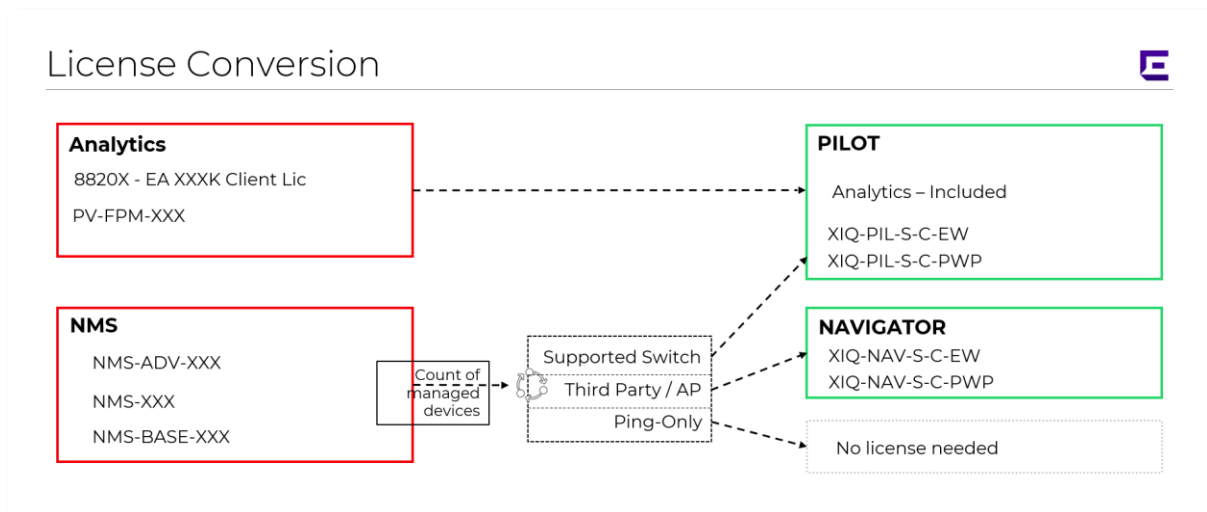 License Conversion
Analytics
8820X - EA XXXK Client Lic
PV-FPM-XXX
PILOT
Analytics – Included
XIQ-PIL-S-C-EW
XIQ-PIL-S-C-PWP
NMS
NMS-ADV-XXX
NMS-XXX
NMS-BASE-XXX
Count of
managed
devices
Supported Switch
Third Party / AP
Ping-Only
NAVIGATOR
XIQ-NAV-S-C-EW
XIQ-NAV-S-C-PWP
No license needed